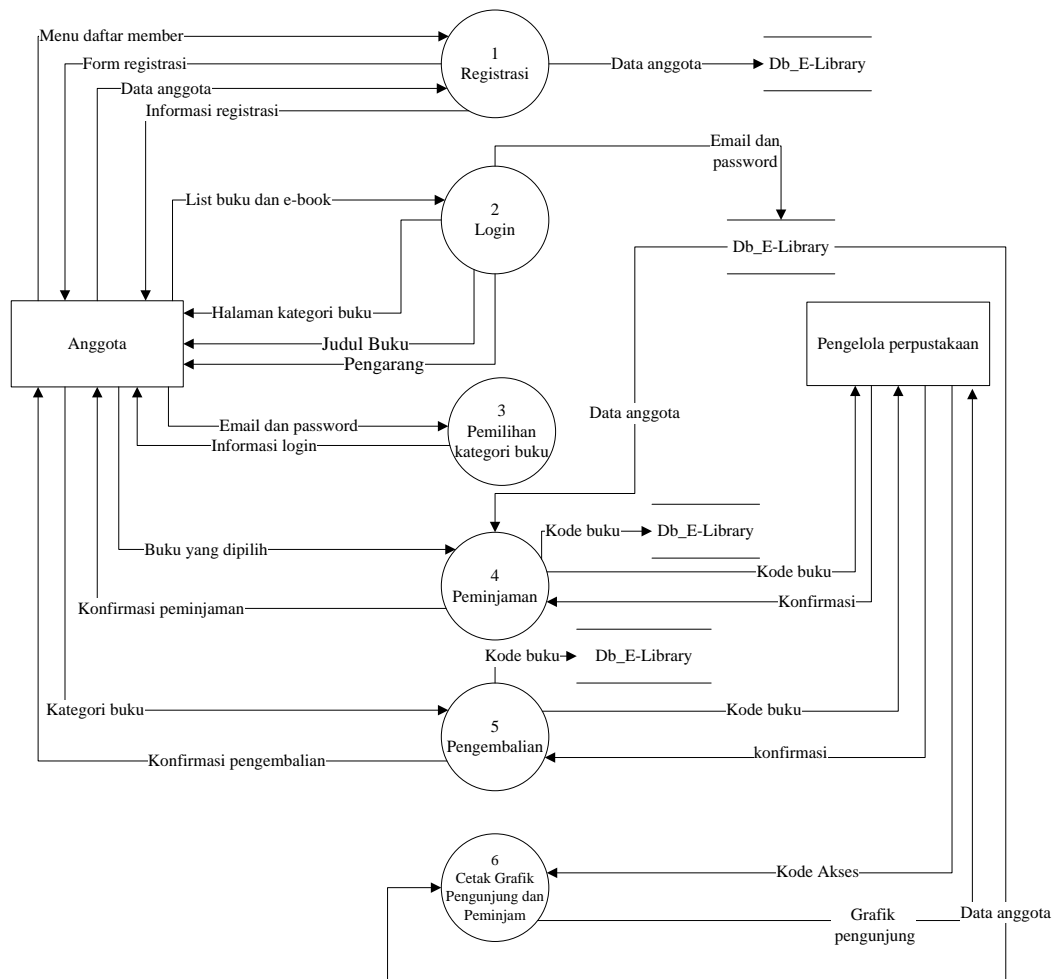 Menu daftar member
Form registrasi
Data anggota
Informasi registrasi
1
Registrasi
Data anggota
Db_E-Library
Email dan
password
List buku dan e-book
2
Login
Db_E-Library
Halaman kategori buku
Judul Buku
Pengarang
Anggota
Pengelola perpustakaan
Email dan password
Informasi login
3
Pemilihan
kategori buku
Data anggota
Buku yang dipilih
Konfirmasi peminjaman
4
Peminjaman
Kode buku
Db_E-Library
Kode buku
Konfirmasi
Kode buku
Db_E-Library
Kategori buku
Konfirmasi pengembalian
5
Pengembalian
Kode buku
konfirmasi
6
Cetak Grafik
Pengunjung dan
Peminjam
Kode Akses
Grafik
pengunjung
Data anggota